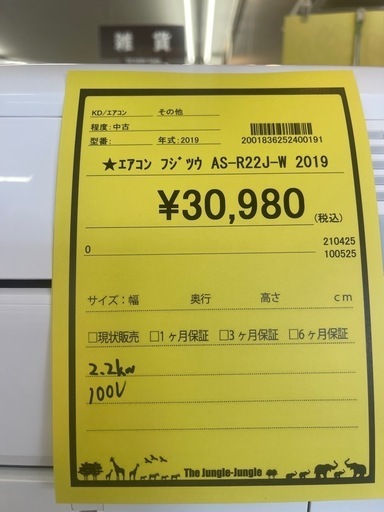 雑貨
KD/エアコン その他
程度:中古
型番: 年式:2019 2001836252400191
★エアコン フジツウ AS-R22J-W 2019
¥30,980(税込)
0 210425
100525
サイズ:幅 奥行 高さ cm
□現状販売 □1ヶ月保証 □3ヶ月保証 □6ヶ月保証
2.2kw
100V
The Jungle-Jungle